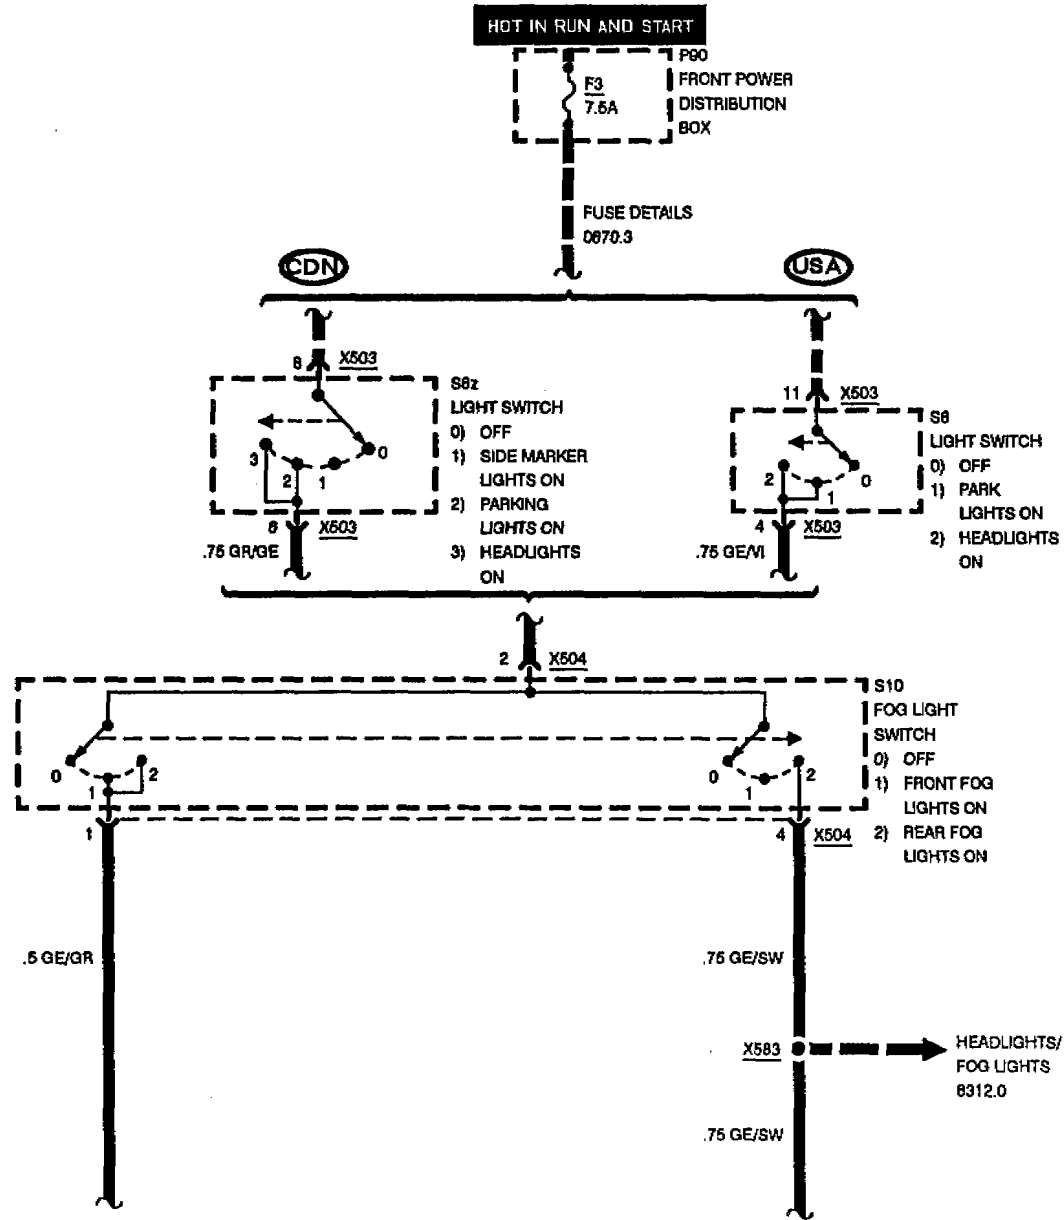 HOT IN RUN AND START
P90
FRONT POWER
DISTRIBUTION
BOX
F3
7.5A
FUSE DETAILS
0670.3
CDN
USA
8
X503
S6z
LIGHT SWITCH
0) OFF
1) SIDE MARKER
LIGHTS ON
2) PARKING
LIGHTS ON
3) HEADLIGHTS
ON
3
2
1
0
6
X503
.75 GR/GE
11
X503
S6
LIGHT SWITCH
0) OFF
1) PARK
LIGHTS ON
2) HEADLIGHTS
ON
2
1
0
4
X503
.75 GE/VI
2
X504
S10
FOG LIGHT
SWITCH
0) OFF
1) FRONT FOG
LIGHTS ON
2) REAR FOG
LIGHTS ON
0
1
2
0
1
2
1
4
X504
.5 GE/GR
.75 GE/SW
X583
HEADLIGHTS/
FOG LIGHTS
6312.0
.75 GE/SW